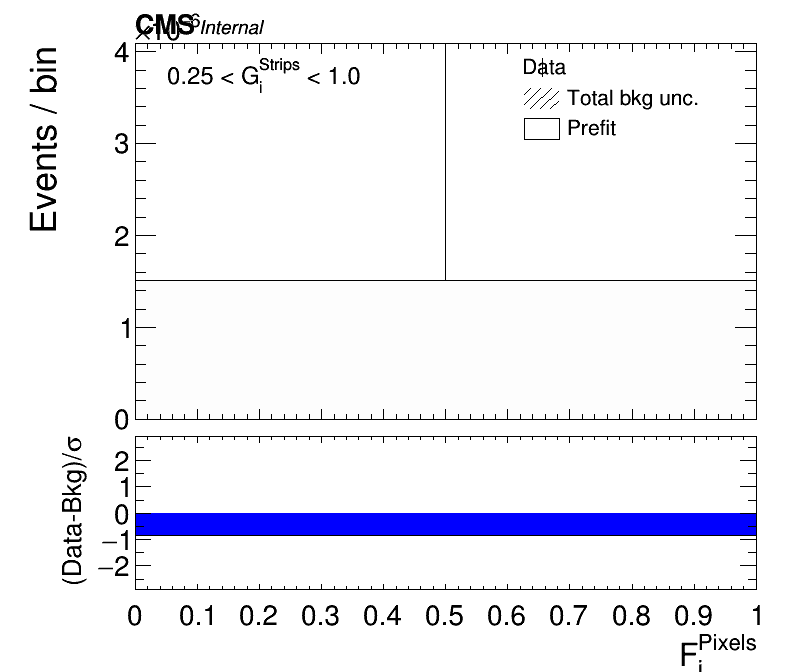 CMS Internal
×10⁻⁶
Events / bin
4
3
2
1
0
0.25 < G_i^Strips < 1.0
Data
Total bkg unc.
Prefit
(Data-Bkg)/σ
2
1
0
−1
−2
0 0.1 0.2 0.3 0.4 0.5 0.6 0.7 0.8 0.9 1
F_i^Pixels